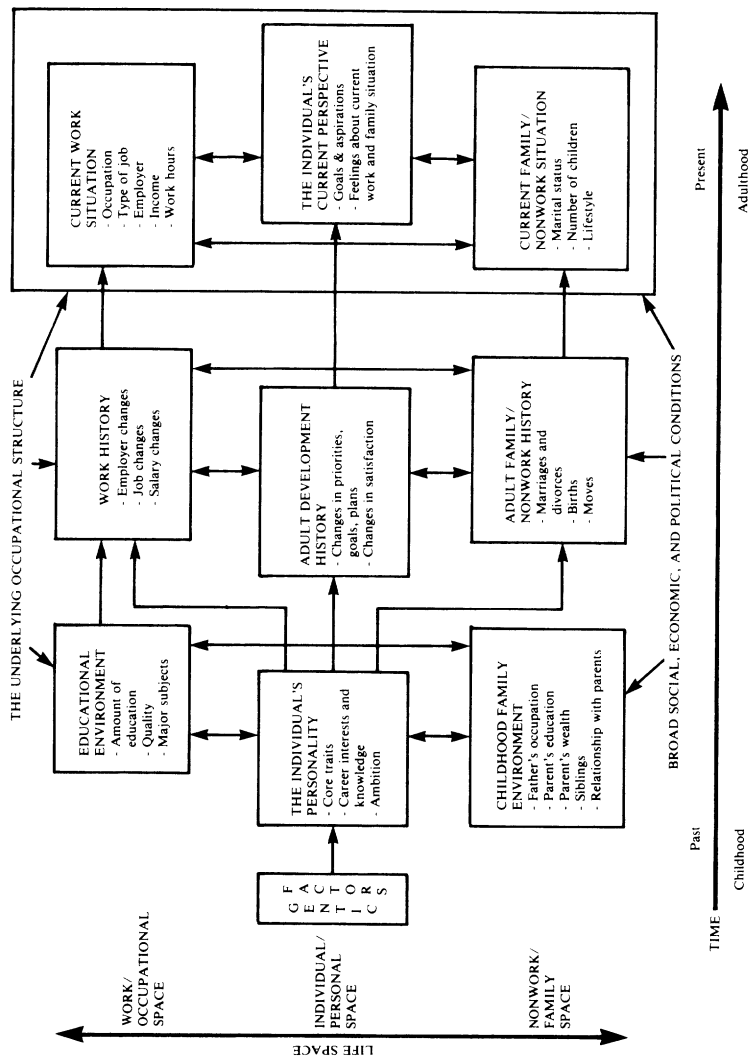 THE UNDERLYING OCCUPATIONAL STRUCTURE
LIFE SPACE
WORK/
OCCUPATIONAL
SPACE
EDUCATIONAL
ENVIRONMENT
- Amount of
education
- Quality
- Major subjects
WORK HISTORY
- Employer changes
- Job changes
- Salary changes
CURRENT WORK
SITUATION
- Occupation
- Type of job
- Employer
- Income
- Work hours
INDIVIDUAL/
PERSONAL
SPACE
GENETIC
FACTORS
THE INDIVIDUAL'S
PERSONALITY
- Core traits
- Career interests and
knowledge
- Ambition
ADULT DEVELOPMENT
HISTORY
- Changes in priorities,
goals, plans
- Changes in satisfaction
THE INDIVIDUAL'S
CURRENT PERSPECTIVE
- Goals & aspirations
- Feelings about current
work and family situation
NONWORK/
FAMILY
SPACE
CHILDHOOD FAMILY
ENVIRONMENT
- Father's occupation
- Parent's education
- Parent's wealth
- Siblings
- Relationship with parents
ADULT FAMILY/
NONWORK HISTORY
- Marriages and
divorces
- Births
- Moves
CURRENT FAMILY/
NONWORK SITUATION
- Marital status
- Number of children
- Lifestyle
BROAD SOCIAL, ECONOMIC, AND POLITICAL CONDITIONS
TIME
Past
Present
Childhood
Adulthood